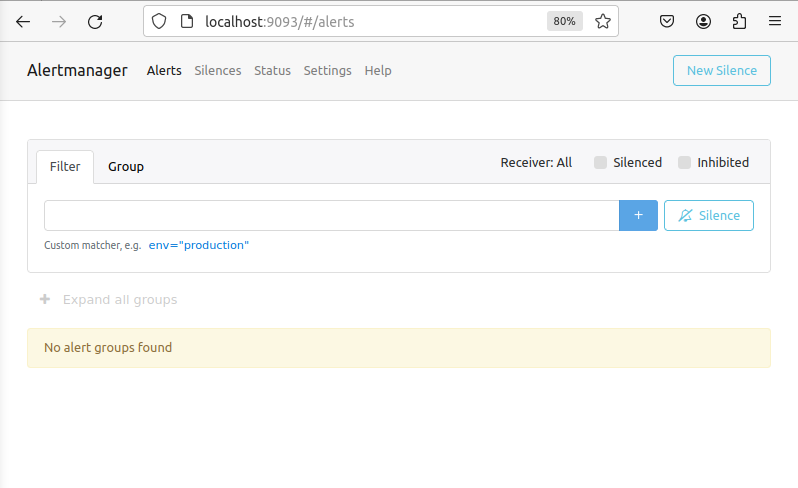 localhost:9093/#/alerts 80%
Alertmanager Alerts Silences Status Settings Help New Silence
Filter Group Receiver: All Silenced Inhibited
+ Silence
Custom matcher, e.g. env="production"
+ Expand all groups
No alert groups found